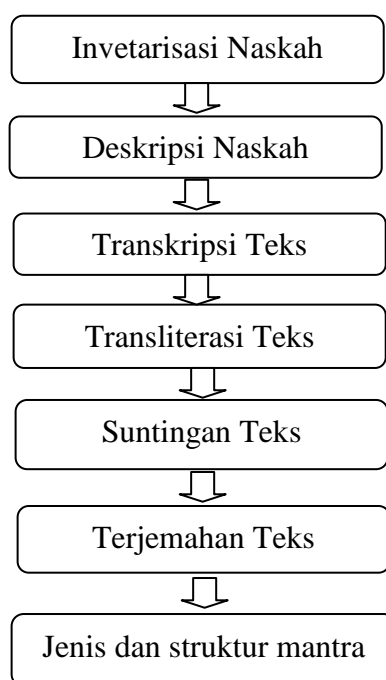 Invetarisasi Naskah
Deskripsi Naskah
Transkripsi Teks
Transliterasi Teks
Suntingan Teks
Terjemahan Teks
Jenis dan struktur mantra